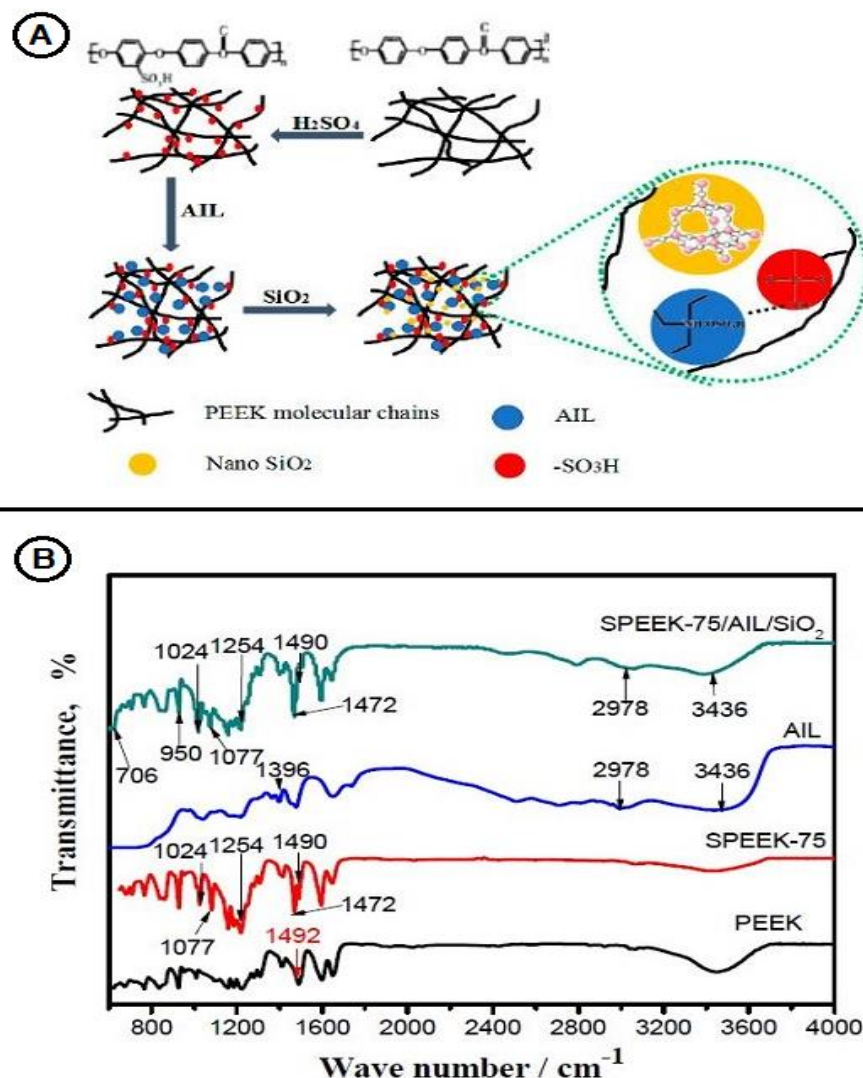 A
C C
O O O n O O O n
SO3H
H2SO4
AIL
SiO2
PEEK molecular chains AIL
Nano SiO2 -SO3H
B
SPEEK-75/AIL/SiO2
1024 1254 1490
1472 2978 3436
706 950 1077 1396 AIL
2978 3436
SPEEK-75
1024 1254 1490
1472
1077 1492 PEEK
Transmittance, %
800 1200 1600 2000 2400 2800 3200 3600 4000
Wave number / cm-1